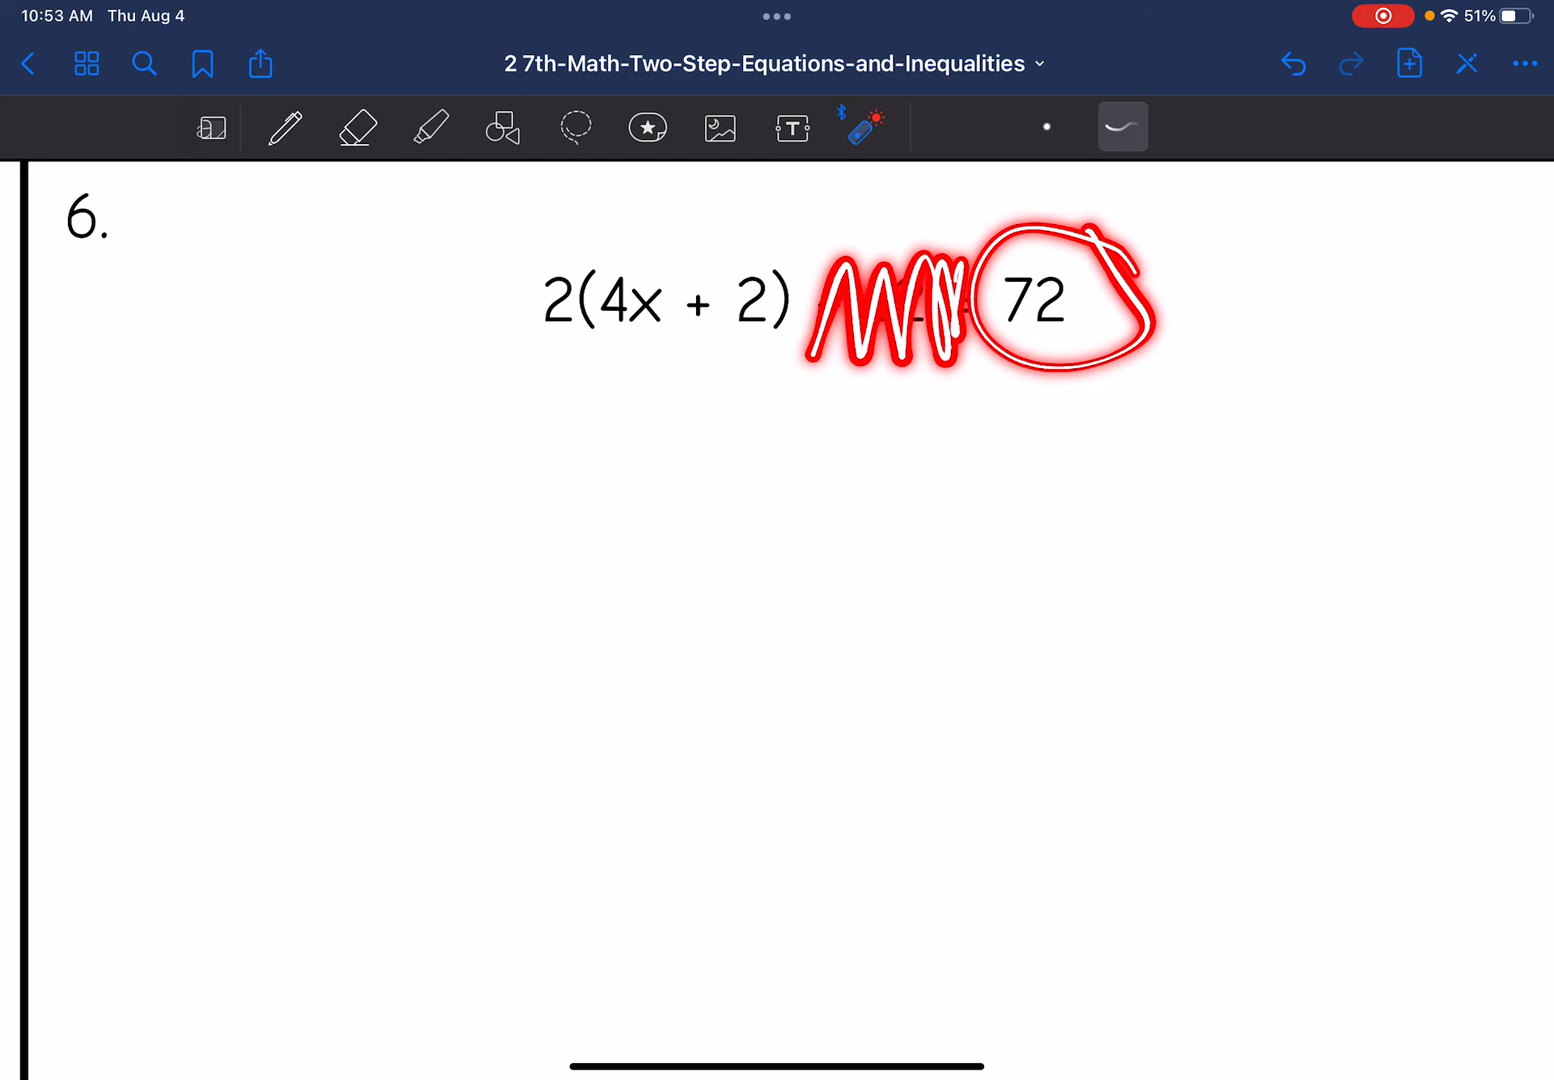 10:53 AM Thu Aug 4
51%
2 7th-Math-Two-Step-Equations-and-Inequalities
T
6.
2(4x + 2) 72